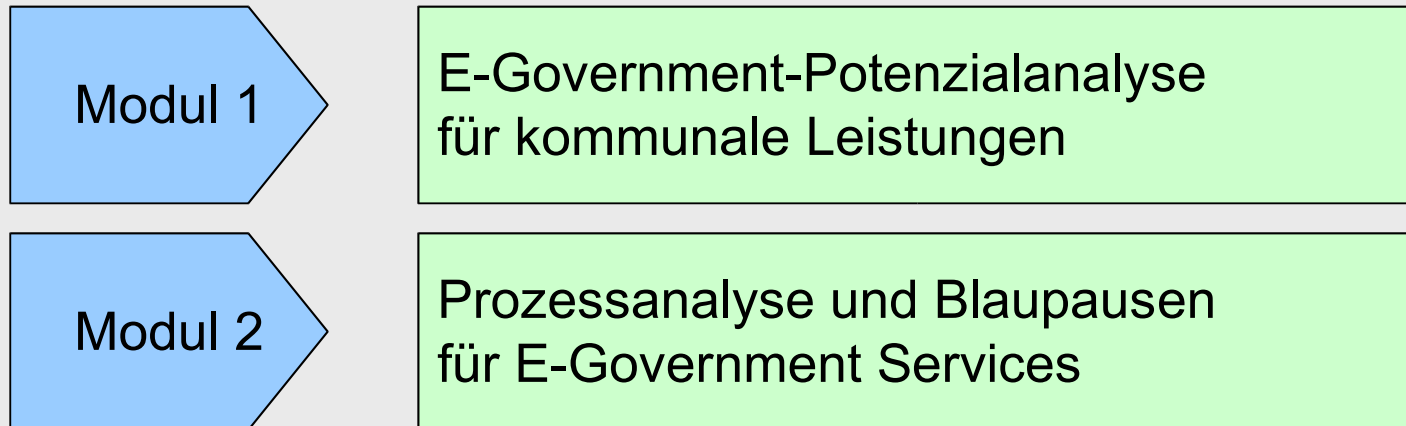 Modul 1
E-Government-Potenzialanalyse
für kommunale Leistungen
Modul 2
Prozessanalyse und Blaupausen
für E-Government Services